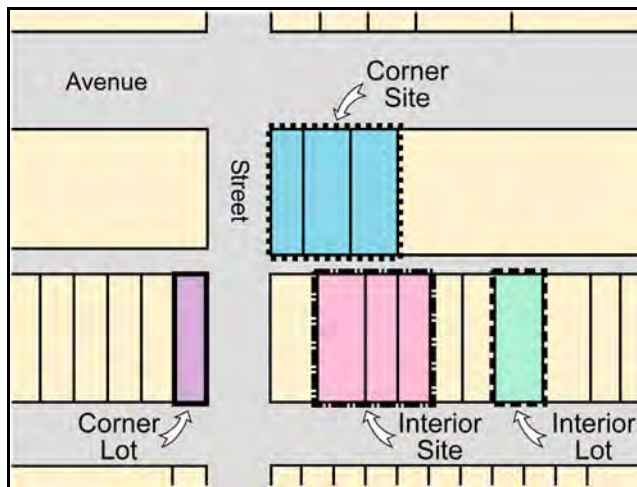 Avenue
Corner
Site
Street
Corner
Lot
Interior
Site
Interior
Lot